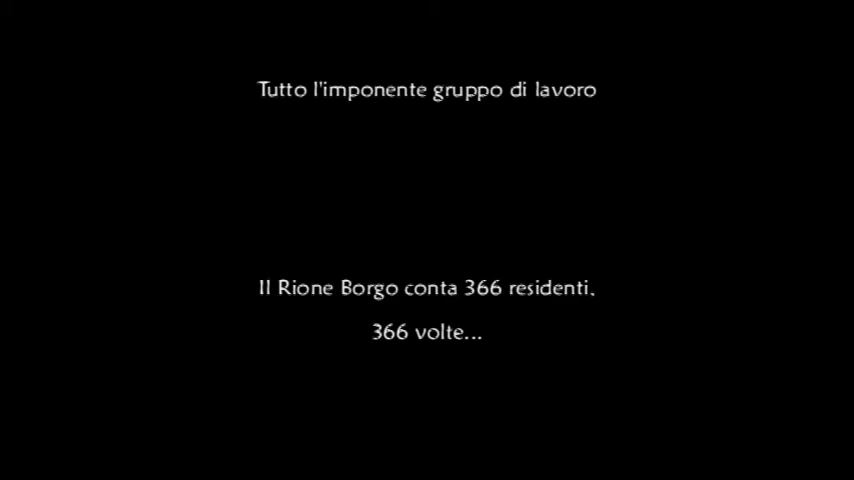 Tutto l'imponente gruppo di lavoro
Il Rione Borgo conta 366 residenti.
366 volte...